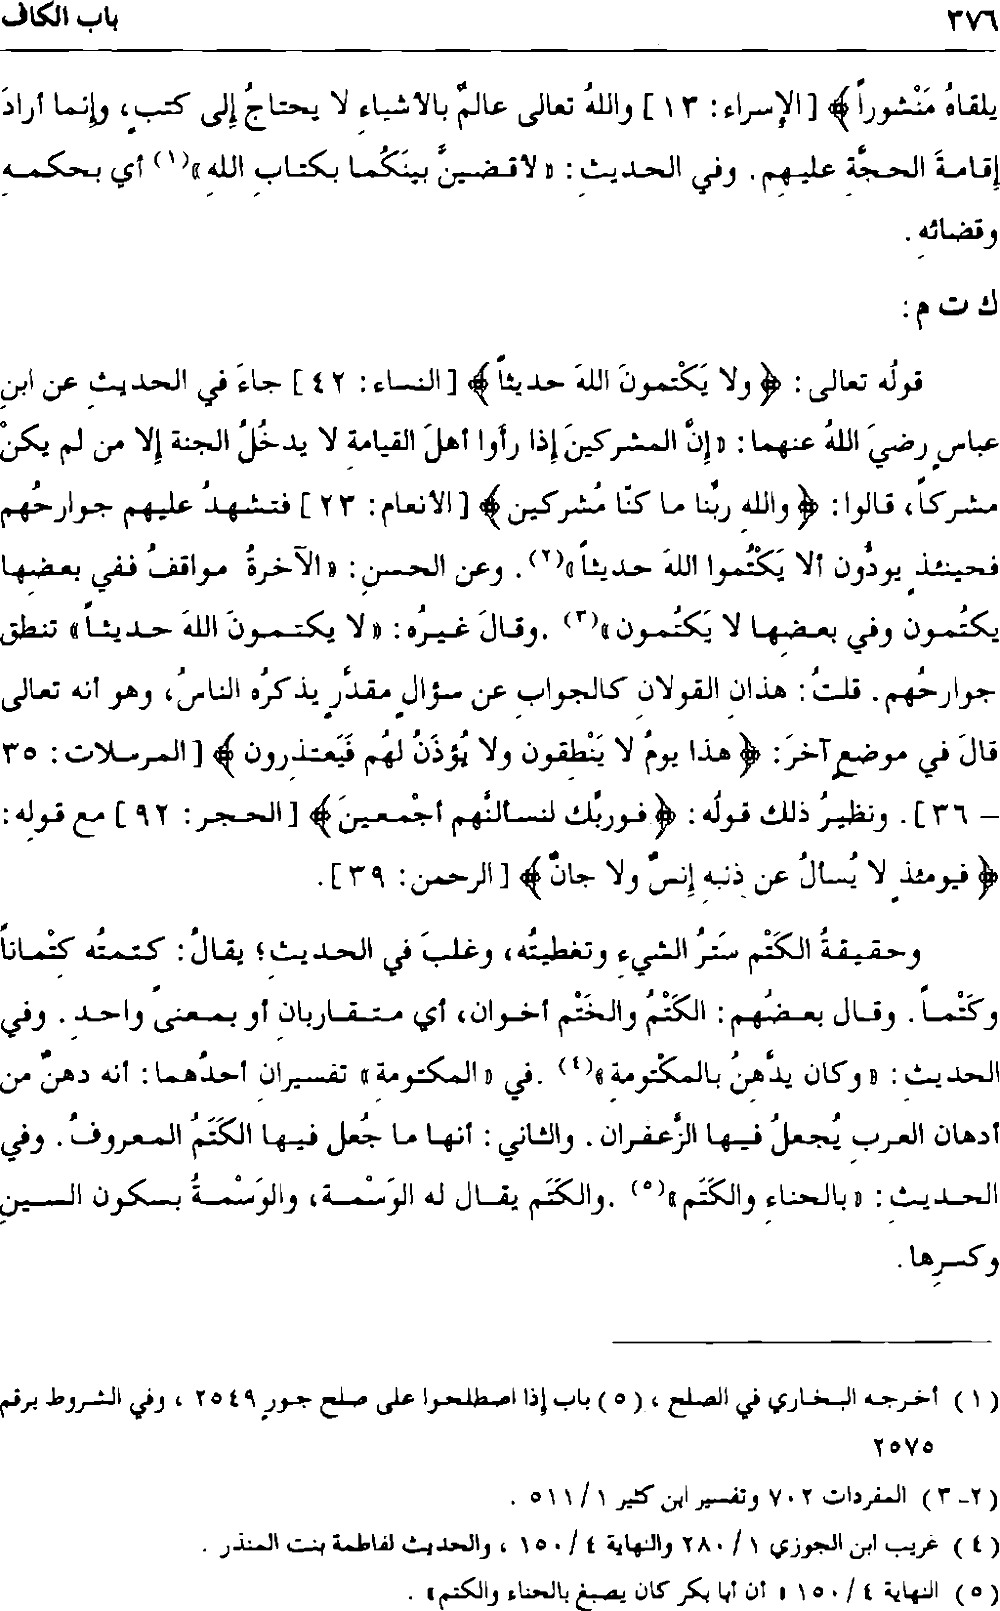 ٣٧٦ باب الكاف
يلقاهُ مَنْشوراً ﴾ [ الإسراء: ١٣ ] واللهُ تعالى عالمٌ بالأشياءِ لا يحتاجُ إلى كتبٍ، وإنما أرادَ
إقامةَ الحجَّةِ عليهِم. وفي الحديثِ: « لأقضينَّ بينَكُما بكتابِ اللهِ »(١) أي بحكمهِ
وقضائهِ .
ك ت م :
قولُه تعالى: ﴿ ولا يَكْتمونَ اللهَ حديثاً ﴾ [ النساء: ٤٢ ] جاءَ في الحديثِ عن ابنِ
عباسٍ رضيَ اللهُ عنهما: « إنَّ المشركينَ إذا رأَوا أهلَ القيامةِ لا يدخُلُ الجنة إلا من لم يكنْ
مشركاً، قالوا: ﴿ واللهِ ربِّنا ما كنّا مُشركين ﴾ [ الأنعام: ٢٣ ] فتشهدُ عليهم جوارحُهم
فحينئذٍ يودُّون ألا يَكْتُموا اللهَ حديثاً »(٢). وعن الحسنِ: « الآخرةُ مواقفُ ففي بعضِها
يكتُمون وفي بعضِها لا يَكتُمون »(٣) .وقالَ غيرُه: « لا يكتمونَ اللهَ حديثاً » تنطق
جوارحُهم. قلتُ: هذانِ القولانِ كالجوابِ عن سؤالٍ مقدَّرٍ يذكرُه الناسُ، وهو أنه تعالى
قالَ في موضعٍ آخرَ: ﴿ هذا يومُ لا يَنْطِقون ولا يُؤذَنُ لهُم فَيَعتذِرون ﴾ [ المرسلات: ٣٥
– ٣٦ ]. ونظيرُ ذلك قولُه: ﴿ فوربِّك لنسألنَّهم أجْمعينَ ﴾ [ الحجر: ٩٢ ] مع قولِه:
﴿ فيومئذٍ لا يُسألُ عن ذنبهِ إنسٌ ولا جانٌّ ﴾ [ الرحمن: ٣٩ ].
وحقيقةُ الكَتْمِ سَترُ الشيءِ وتغطيتُه، وغلبَ في الحديثِ؛ يقالُ: كتمتُه كِتْماناً
وكَتْماً. وقال بعضُهم: الكَتْمُ والخَتْم أخوان، أي متقاربانِ أو بمعنىً واحدٍ. وفي
الحديثِ: « وكان يدَّهِنُ بالمكْتومةِ »(٤) .في « المكتومة » تفسيرانِ أحدُهما: أنه دهنٌ من
أدهان العربِ يُجعلُ فيها الزَّعفران. والثاني: أنها ما جُعل فيها الكَتَمُ المعروفُ. وفي
الحديثِ: « بالحناءِ والكَتَم »(٥) .والكَتَم يقال له الوَسْمة، والوَسْمةُ بسكون السينِ
وكسرِها.
( ١ ) أخرجه البخاري في الصلح ، ( ٥ ) باب إذا اصطلحوا على صلح جورٍ ٢٥٤٩ ، وفي الشروط برقم
٢٥٧٥
( ٢ـ ٣ ) المفردات ٧٠٢ وتفسير ابن كثير ١ / ٥١١ .
( ٤ ) غريب ابن الجوزي ١ / ٢٨٠ والنهاية ٤ / ١٥٠ ، والحديث لفاطمة بنت المنذر .
( ٥ ) النهاية ٤ / ١٥٠ « أن أبا بكر كان يصبغ بالحناء والكتم» .